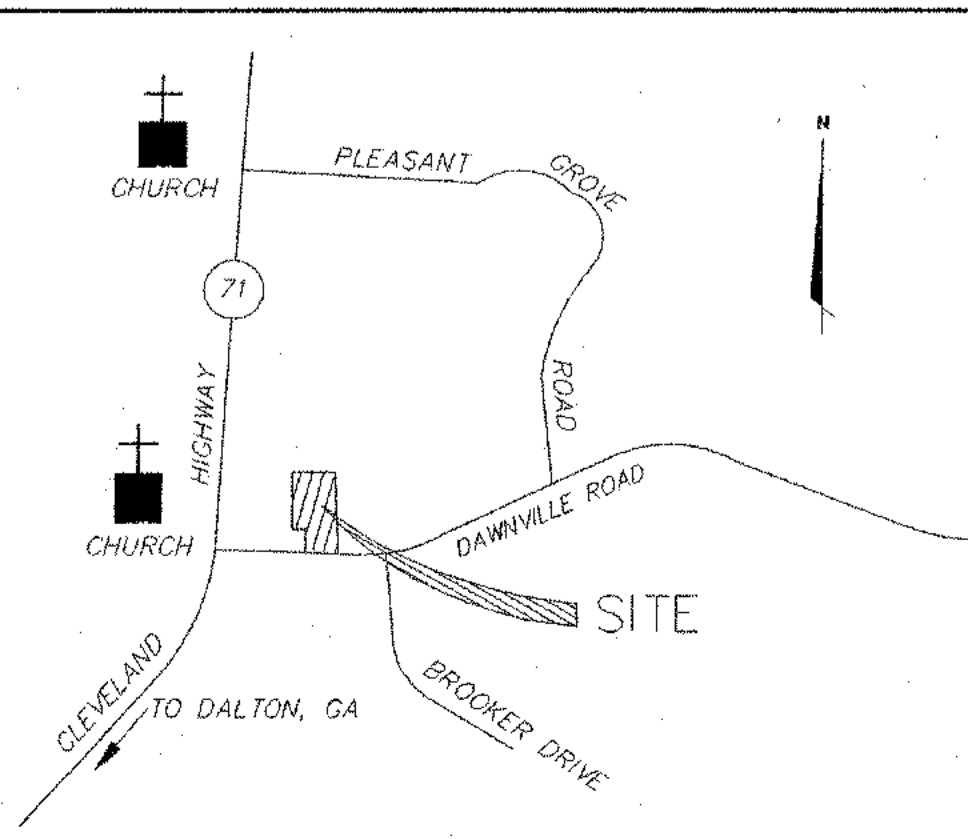 N
PLEASANT GROVE ROAD
CHURCH
71
CLEVELAND HIGHWAY
CHURCH
DAWNVILLE ROAD
SITE
TO DALTON, GA
BROOKER DRIVE